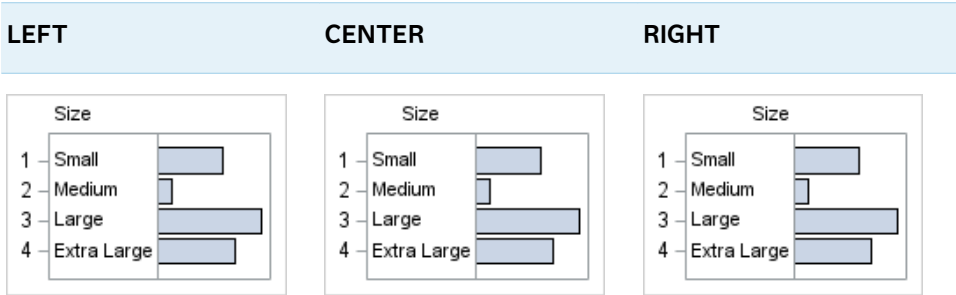 LEFT CENTER RIGHT
Size Size Size
1 Small 1 Small 1 Small
2 Medium 2 Medium 2 Medium
3 Large 3 Large 3 Large
4 Extra Large 4 Extra Large 4 Extra Large